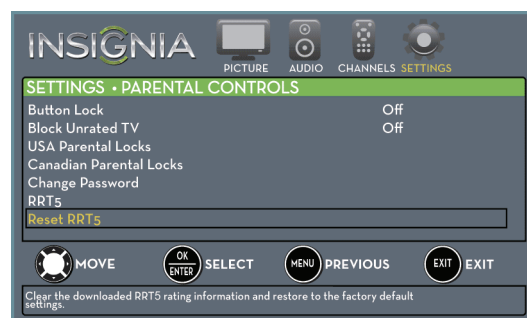 INSIGNIA
PICTURE AUDIO CHANNELS SETTINGS
SETTINGS • PARENTAL CONTROLS
Button Lock Off
Block Unrated TV Off
USA Parental Locks
Canadian Parental Locks
Change Password
RRT5
Reset RRT5
MOVE OK ENTER SELECT MENU PREVIOUS EXIT EXIT
Clear the downloaded RRT5 rating information and restore to the factory default
settings.